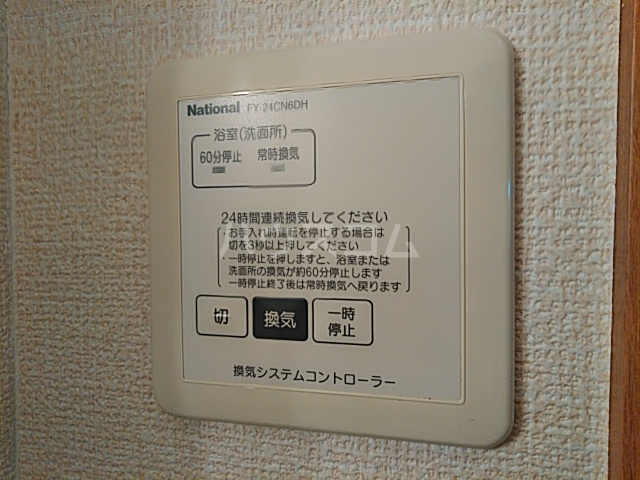 National FY-24CN6DH
浴室(洗面所)
60分停止 常時換気
24時間連続換気してください
・お手入れ時運転を停止する場合は
切を3秒以上押してください
・一時停止を押しますと、浴室または
洗面所の換気が約60分停止します
一時停止終了後は常時換気へ戻ります
切 換気 一時
停止
換気システムコントローラー